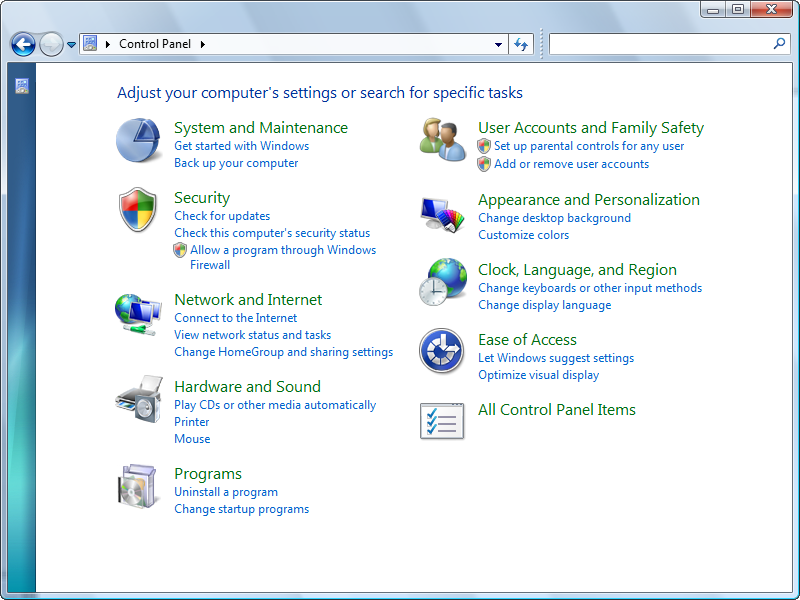 Control Panel
Adjust your computer's settings or search for specific tasks
System and Maintenance
Get started with Windows
Back up your computer
Security
Check for updates
Check this computer's security status
Allow a program through Windows
Firewall
Network and Internet
Connect to the Internet
View network status and tasks
Change HomeGroup and sharing settings
Hardware and Sound
Play CDs or other media automatically
Printer
Mouse
Programs
Uninstall a program
Change startup programs
User Accounts and Family Safety
Set up parental controls for any user
Add or remove user accounts
Appearance and Personalization
Change desktop background
Customize colors
Clock, Language, and Region
Change keyboards or other input methods
Change display language
Ease of Access
Let Windows suggest settings
Optimize visual display
All Control Panel Items